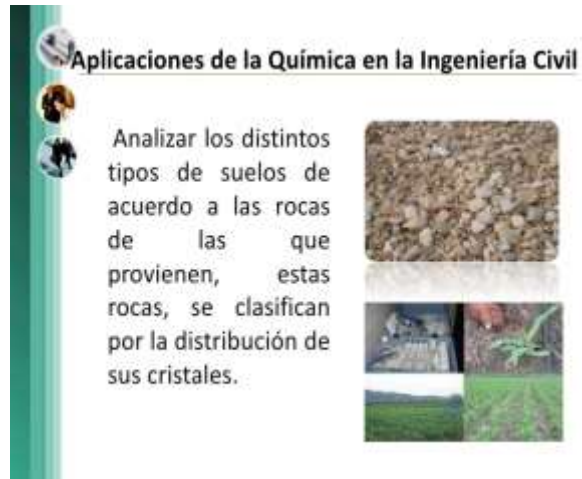 Aplicaciones de la Química en la Ingeniería Civil
Analizar los distintos
tipos de suelos de
acuerdo a las rocas
de las que
provienen, estas
rocas, se clasifican
por la distribución de
sus cristales.